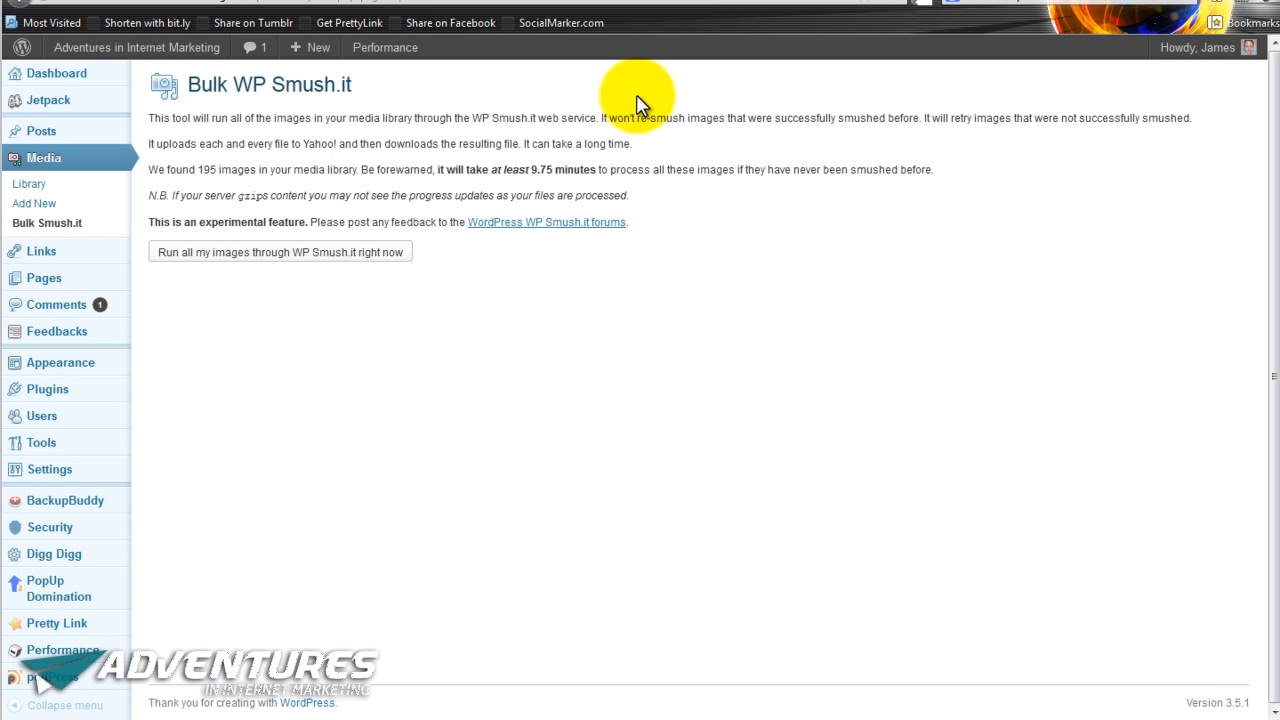 Most Visited Shorten with bit.ly Share on Tumblr Get PrettyLink Share on Facebook SocialMarker.com Bookmarks
Adventures in Internet Marketing 1 New Performance Howdy, James
Dashboard
Jetpack
Posts
Media
Library
Add New
Bulk Smush.it
Links
Pages
Comments 1
Feedbacks
Appearance
Plugins
Users
Tools
Settings
BackupBuddy
Security
Digg Digg
PopUp
Domination
Pretty Link
Performance
Collapse menu
Bulk WP Smush.it
This tool will run all of the images in your media library through the WP Smush.it web service. It won't re-smush images that were successfully smushed before. It will retry images that were not successfully smushed.
It uploads each and every file to Yahoo! and then downloads the resulting file. It can take a long time.
We found 195 images in your media library. Be forewarned, it will take at least 9.75 minutes to process all these images if they have never been smushed before.
N.B. If your server gzips content you may not see the progress updates as your files are processed.
This is an experimental feature. Please post any feedback to the WordPress WP Smush.it forums.
Run all my images through WP Smush.it right now
ADVENTURES
IN INTERNET MARKETING
Thank you for creating with WordPress.
Version 3.5.1